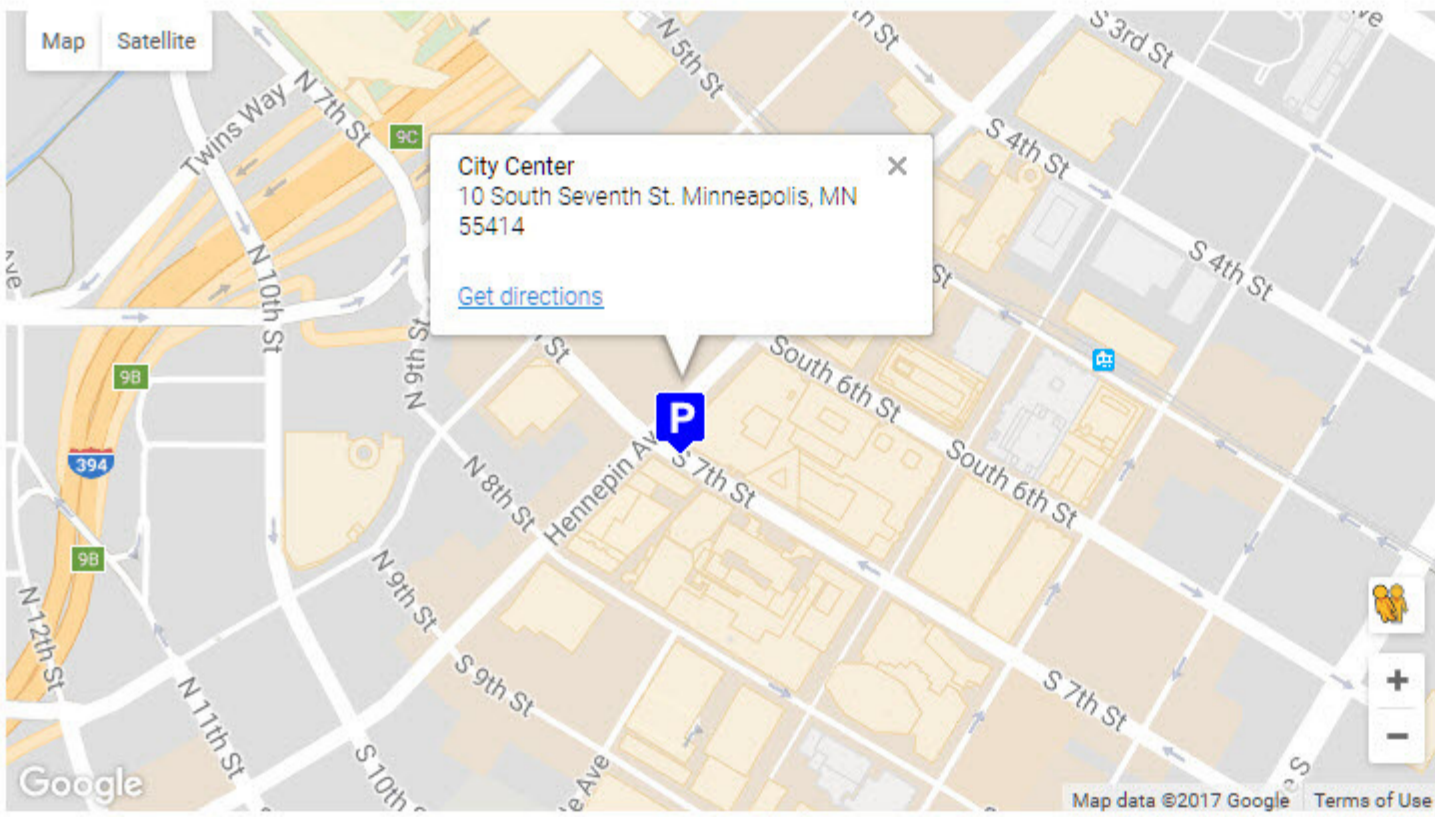 Map Satellite
N 7th St
Twins Way
9C
N 5th St
S 3rd St
S 4th St
City Center
10 South Seventh St. Minneapolis, MN
55414
Get directions
S 4th St
N 10th St
Ave
N 9th St
St
St
South 6th St
9B
P
394
Hennepin Av
S 7th St
N 8th St
South 6th St
9B
N 9th St
N 12th St
S 9th St
S 7th St
N 11th St
S 10th
Ave
S
Google
Map data ©2017 Google Terms of Use